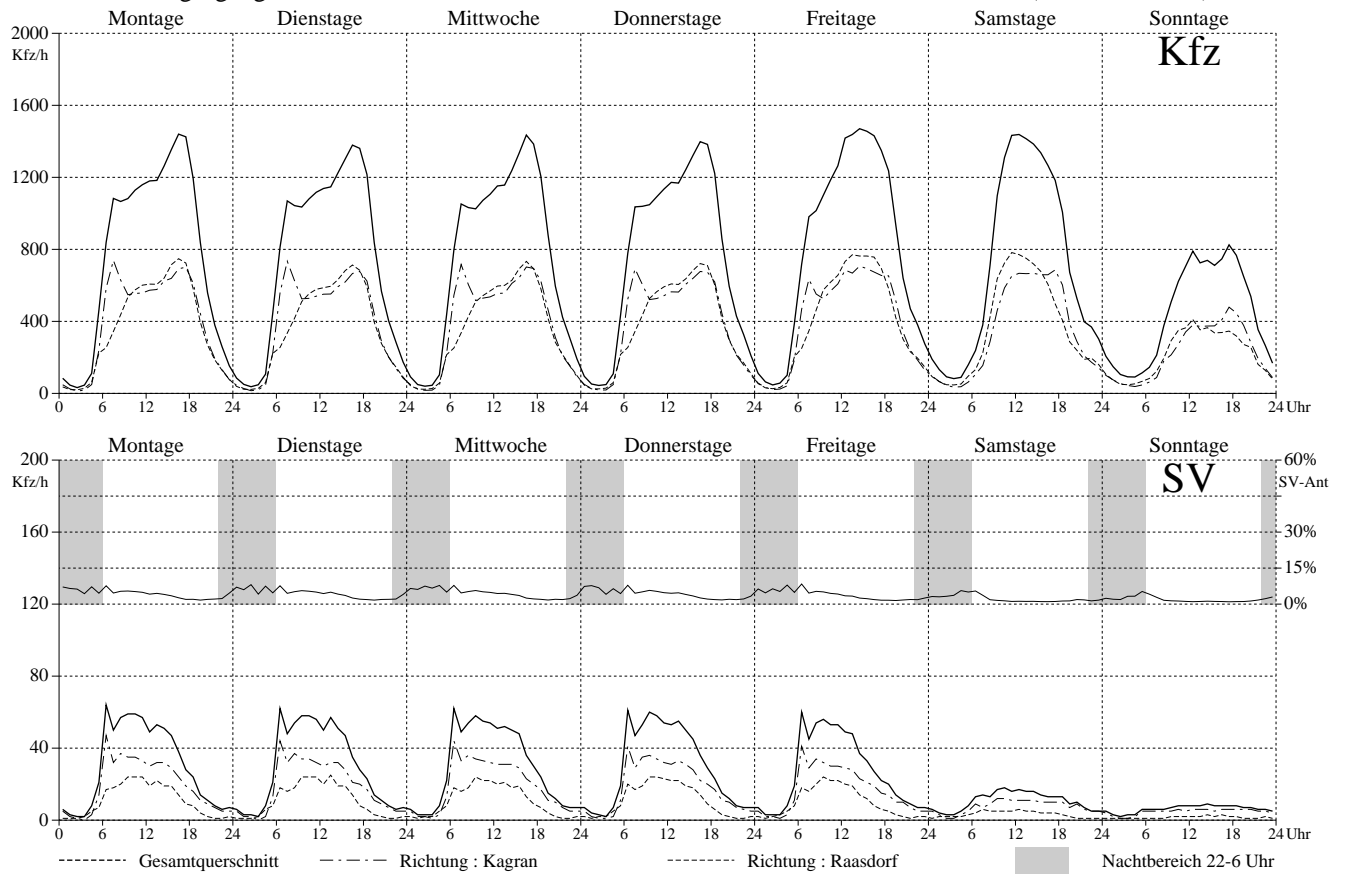 Montage Dienstage Mittwoche Donnerstage Freitage Samstage Sonntage
2000
Kfz/h
Kfz
1600
1200
800
400
0
0 6 12 18 24 6 12 18 24 6 12 18 24 6 12 18 24 6 12 18 24 6 12 18 24 6 12 18 24 Uhr
Montage Dienstage Mittwoche Donnerstage Freitage Samstage Sonntage
200 60%
Kfz/h SV SV-Ant
160 30%
15%
120 0%
80
40
0
0 6 12 18 24 6 12 18 24 6 12 18 24 6 12 18 24 6 12 18 24 6 12 18 24 6 12 18 24 Uhr
Gesamtquerschnitt Richtung : Kagran Richtung : Raasdorf Nachtbereich 22-6 Uhr